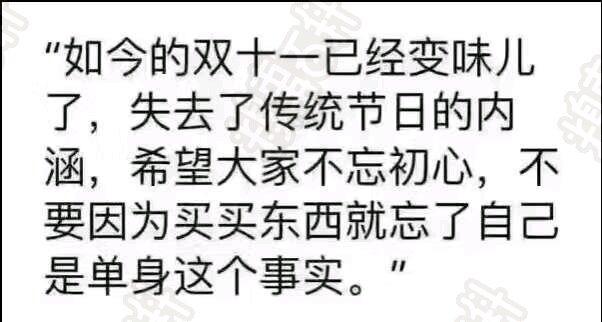 “如今的双十一已经变味儿
了，失去了传统节日的内
涵，希望大家不忘初心，不
要因为买买东西就忘了自己
是单身这个事实。”